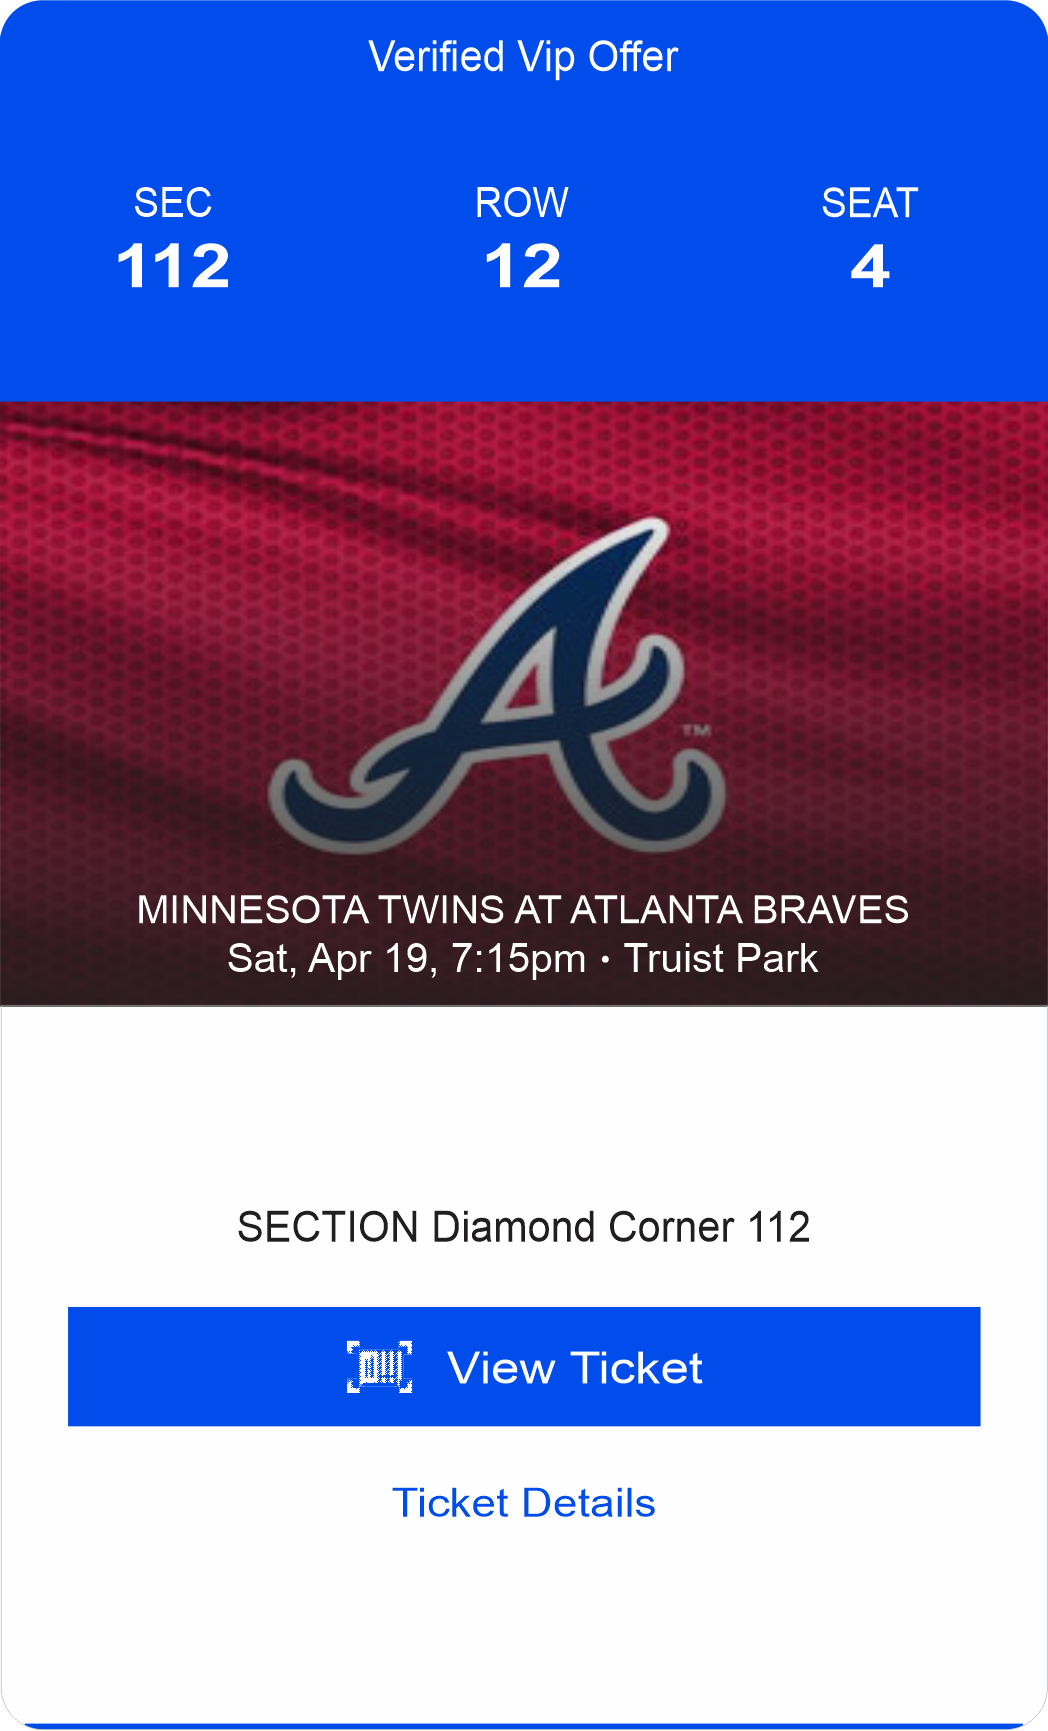 Verified Vip Offer
SEC ROW SEAT
112 12 4
TM
MINNESOTA TWINS AT ATLANTA BRAVES
Sat, Apr 19, 7:15pm • Truist Park
SECTION Diamond Corner 112
View Ticket
Ticket Details